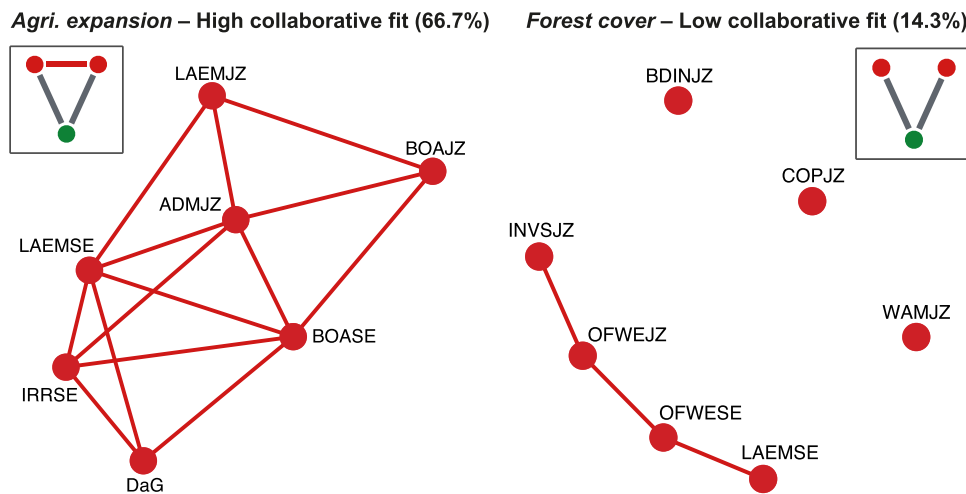 Agri. expansion – High collaborative fit (66.7%)
LAEMJZ
BOAJZ
ADMJZ
LAEMSE
BOASE
IRRSE
DaG
Forest cover – Low collaborative fit (14.3%)
BDINJZ
COPJZ
INVSJZ
WAMJZ
OFWEJZ
OFWESE
LAEMSE